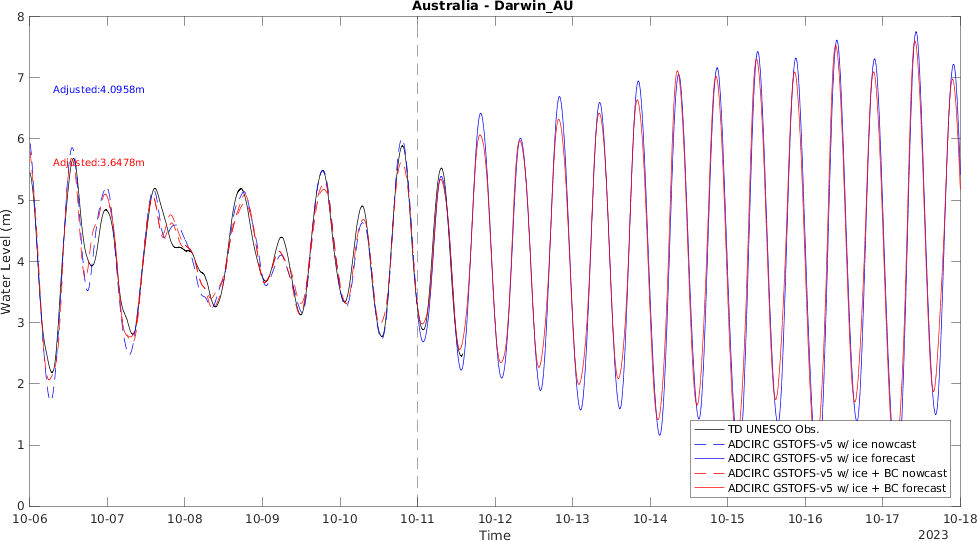 Australia - Darwin_AU
8
7
6
5
4
3
2
1
0
Water Level (m)
Adjusted:4.0958m
Adjusted:3.6478m
TD UNESCO Obs.
ADCIRC GSTOFS-v5 w/ ice nowcast
ADCIRC GSTOFS-v5 w/ ice forecast
ADCIRC GSTOFS-v5 w/ ice + BC nowcast
ADCIRC GSTOFS-v5 w/ ice + BC forecast
10-06 10-07 10-08 10-09 10-10 10-11 10-12 10-13 10-14 10-15 10-16 10-17 10-18
Time
2023